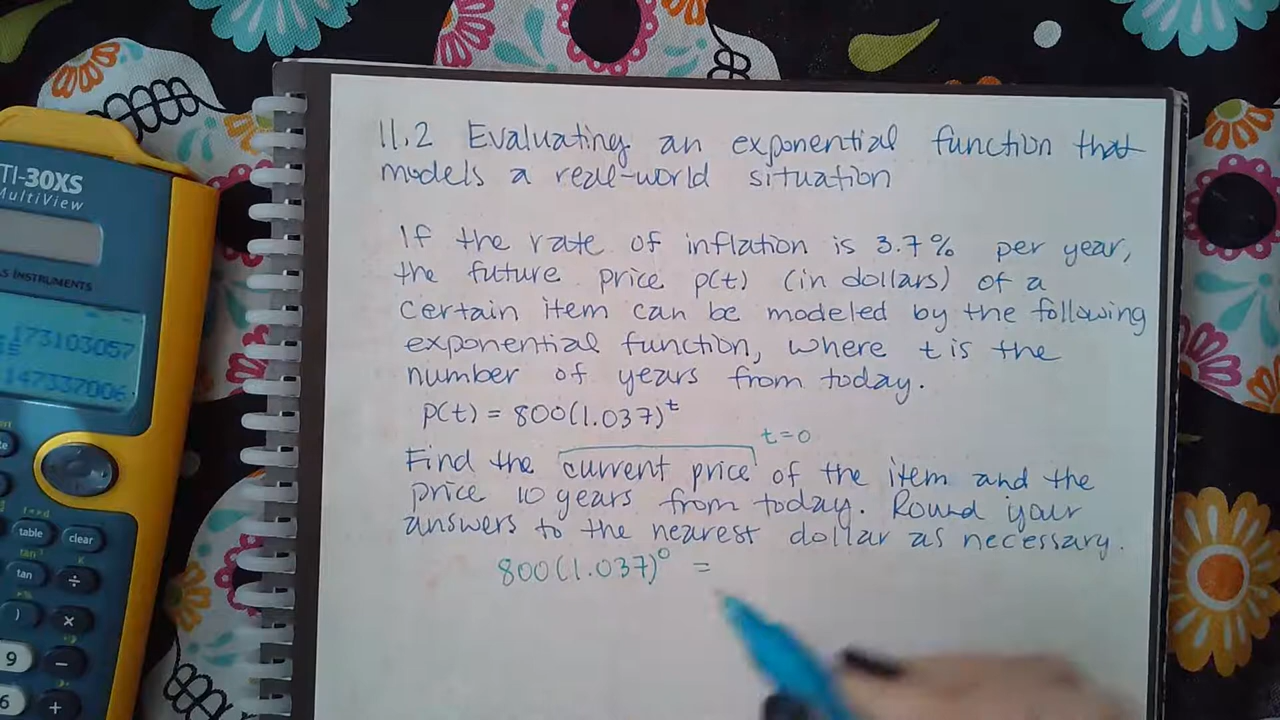 11.2 Evaluating an exponential function that
models a real-world situation
If the rate of inflation is 3.7% per year,
the future price p(t) (in dollars) of a
certain item can be modeled by the following
exponential function, where t is the
number of years from today.
p(t) = 800(1.037)^t
t=0
Find the current price of the item and the
price 10 years from today. Round your
answers to the nearest dollar as necessary.
800(1.037)^0 =
TI-30XS
MultiView
INSTRUMENTS
173103057
147337006
table
clear
tan
÷
)
×
9
−
6
+